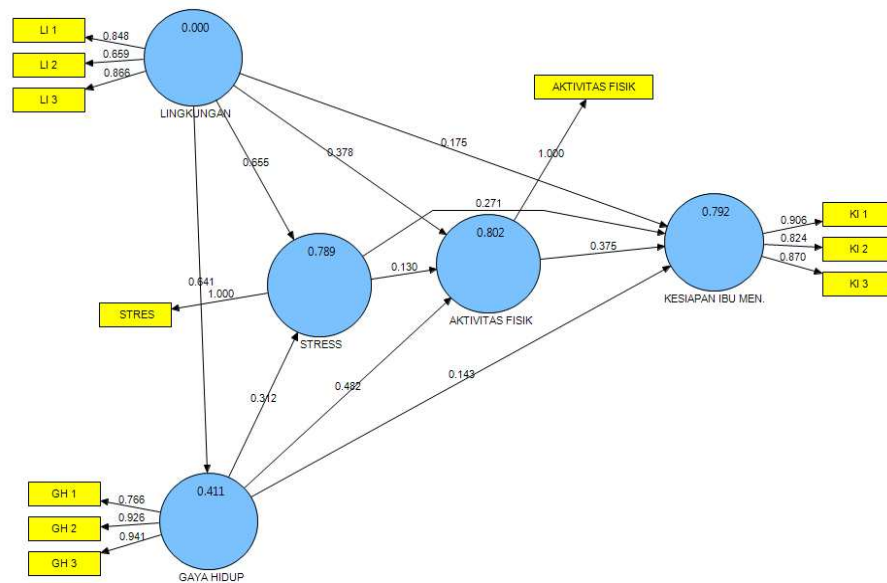 LI 1
0.848
LI 2
0.659
LI 3
0.866
0.000
LINGKUNGAN
AKTIVITAS FISIK
1.000
0.175
0.378
0.655
0.271
0.792
KESIAPAN IBU MEN.
KI 1
0.906
KI 2
0.824
KI 3
0.870
0.802
AKTIVITAS FISIK
0.375
0.789
STRESS
0.130
0.641
1.000
STRES
0.312
0.482
0.143
0.411
GAYA HIDUP
GH 1
0.766
GH 2
0.926
GH 3
0.941